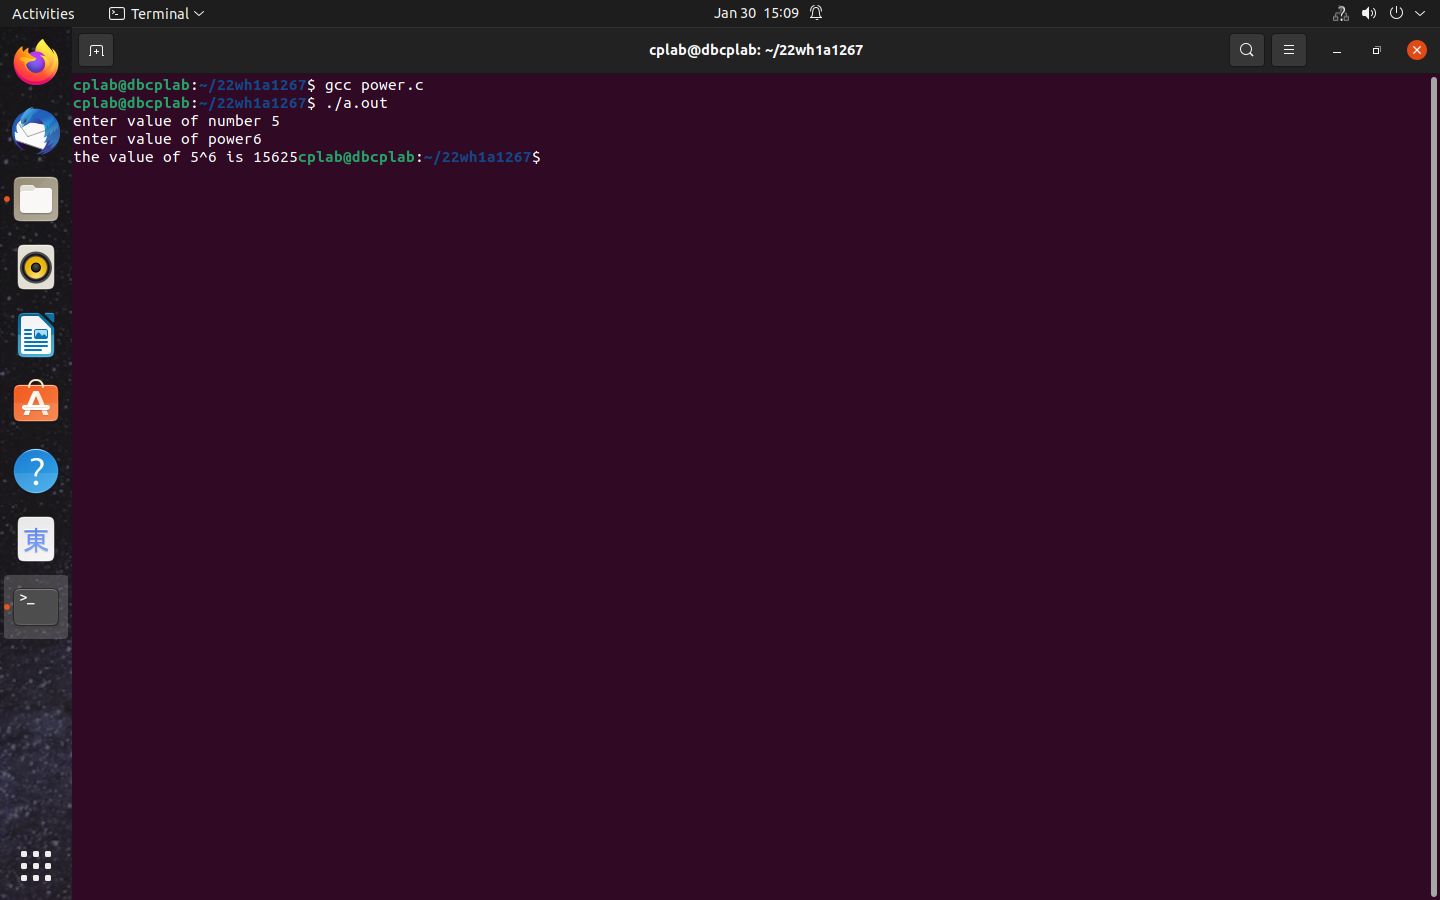 Activities Terminal Jan 30 15:09
cplab@dbcplab: ~/22wh1a1267
cplab@dbcplab:~/22wh1a1267$ gcc power.c
cplab@dbcplab:~/22wh1a1267$ ./a.out
enter value of number 5
enter value of power6
the value of 5^6 is 15625cplab@dbcplab:~/22wh1a1267$
?
東
>_